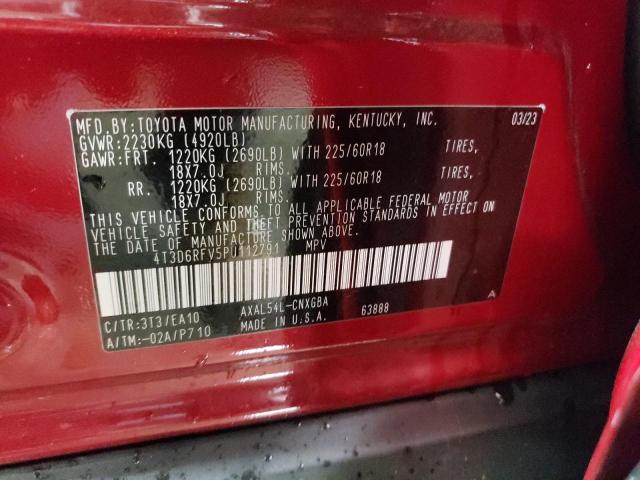 MFD.BY:TOYOTA MOTOR MANUFACTURING, KENTUCKY, INC. 03/23
GVWR:2230KG (4920LB)
GAWR:FRT. 1220KG (2690LB) WITH 225/60R18 TIRES,
18X7.0J RIMS.
RR. 1220KG (2690LB) WITH 225/60R18 TIRES,
18X7.0J RIMS.
THIS VEHICLE CONFORMS TO ALL APPLICABLE FEDERAL MOTOR
VEHICLE SAFETY AND THEFT PREVENTION STANDARDS IN EFFECT ON
THE DATE OF MANUFACTURE SHOWN ABOVE.
4T3D6RFV5PU112791 MPV
A
C/TR:3T3/EA10 AXAL54L-CNXGBA
A/TM:-02A/P710 MADE IN U.S.A. 63888